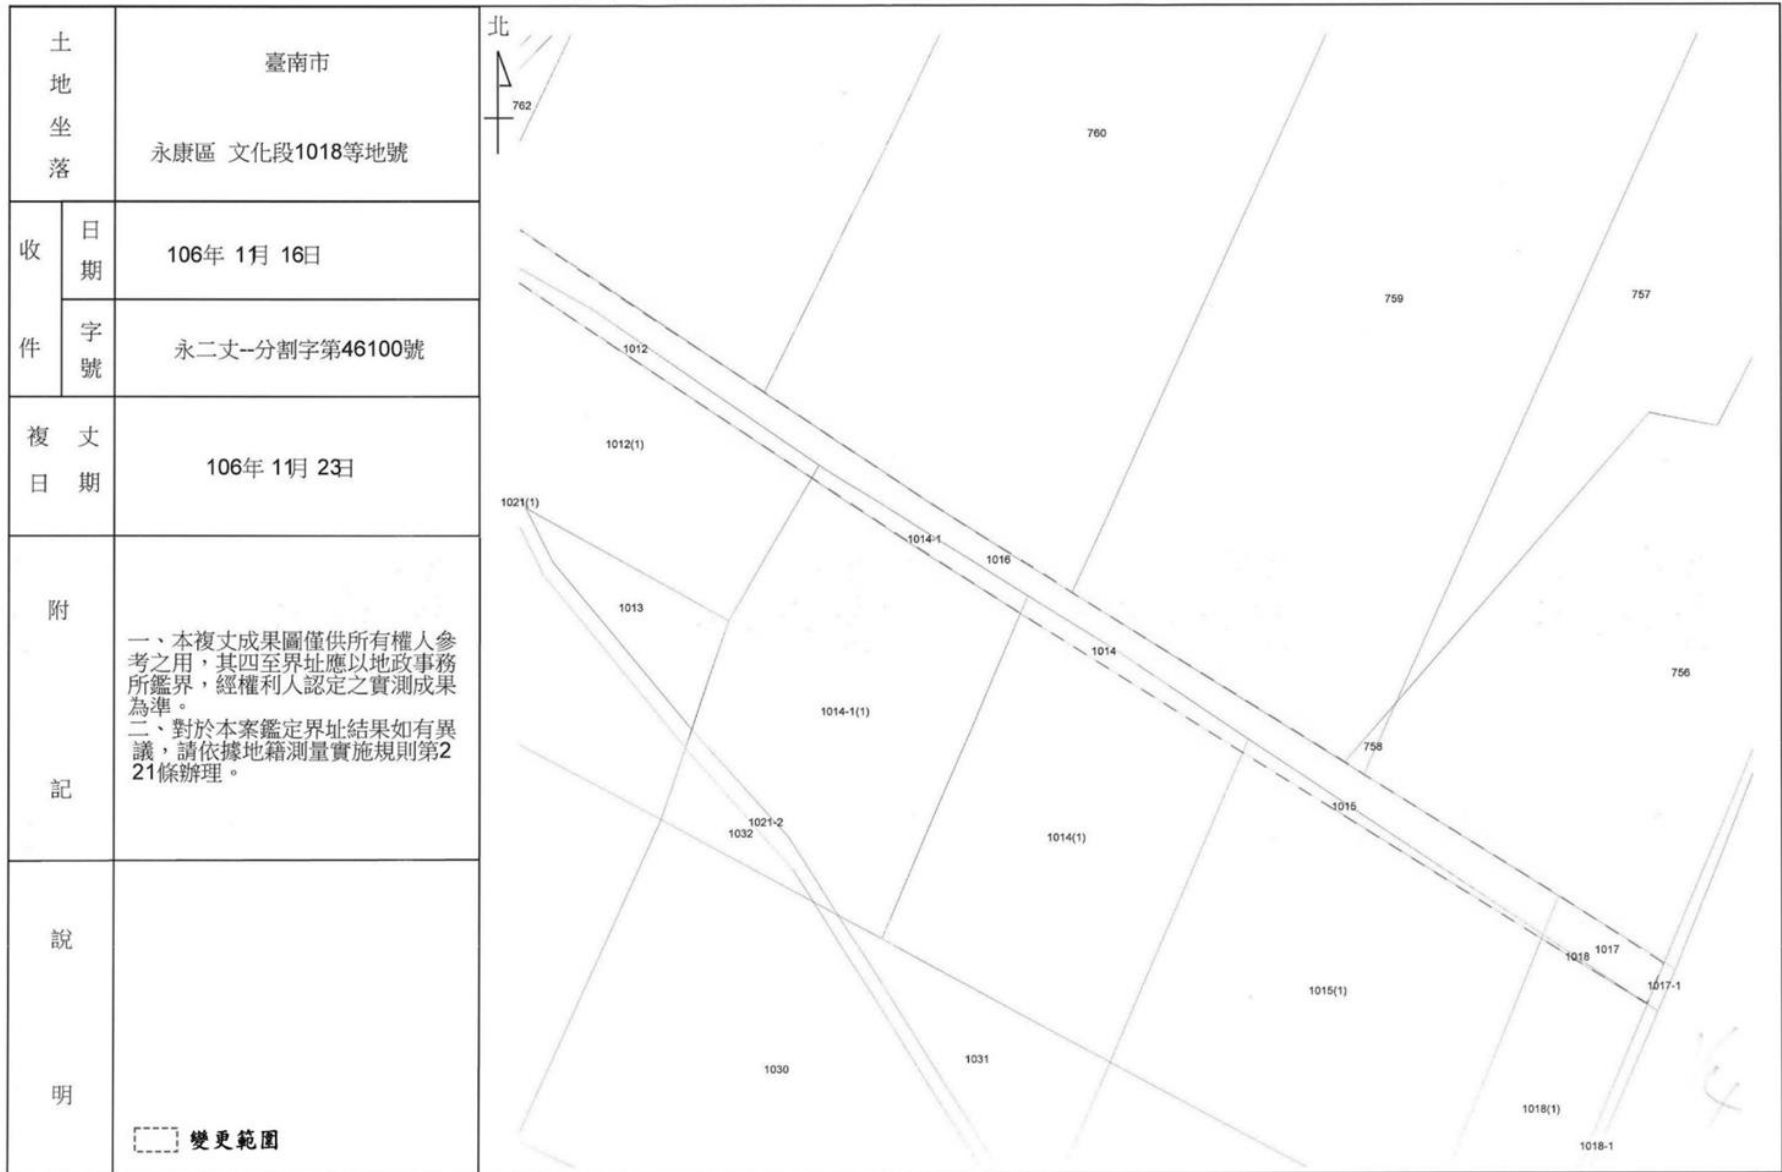 土地坐落
臺南市
永康區 文化段1018等地號
收件
日期
106年 11月 16日
字號
永二丈--分割字第46100號
複丈日期
106年 11月 23日
附記
一、本複丈成果圖僅供所有權人參
考之用，其四至界址應以地政事務
所鑑界，經權利人認定之實測成果
為準。
二、對於本案鑑定界址結果如有異
議，請依據地籍測量實施規則第2
21條辦理。
說明
變更範圍
北
762
760
759
757
1012
1012(1)
1021(1)
1014-1
1016
1013
1014
756
1014-1(1)
758
1015
1021-2
1032
1014(1)
1017
1018
1017-1
1015(1)
1031
1030
1018(1)
1018-1